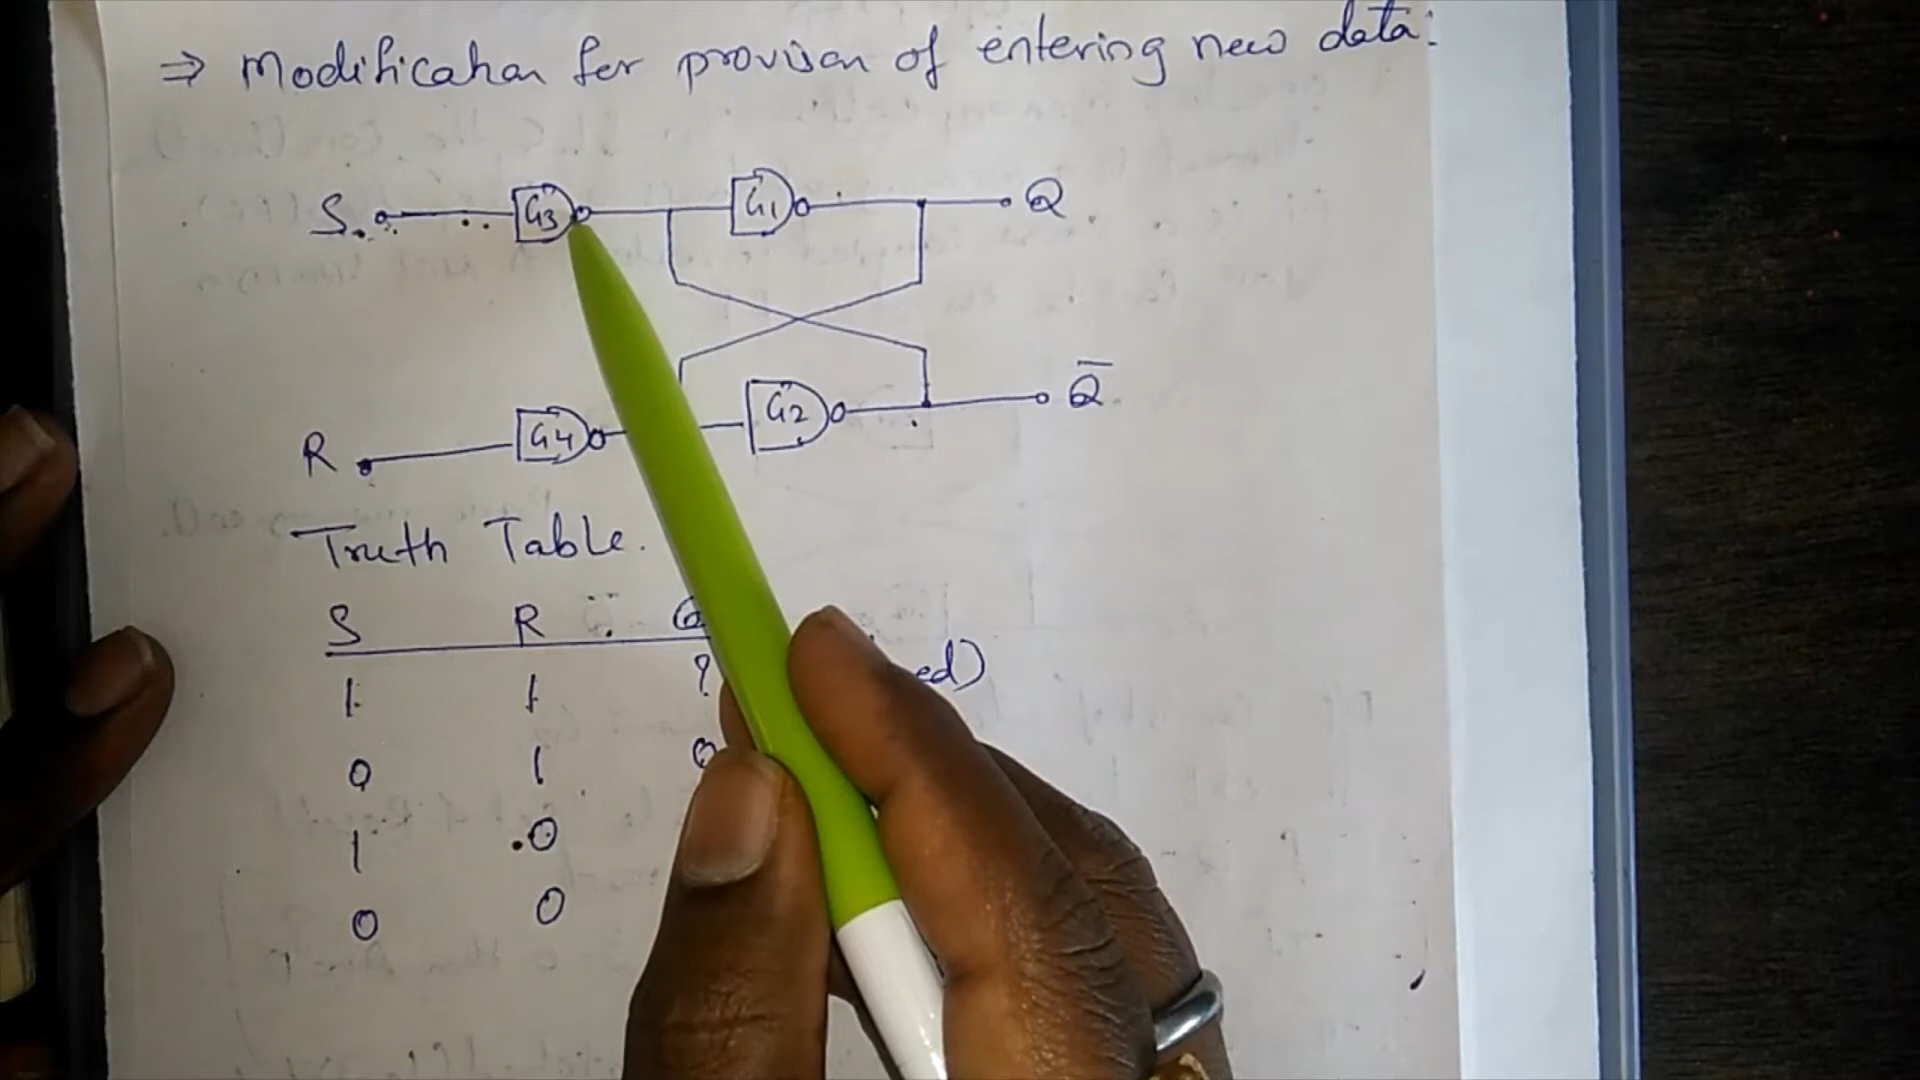 ⇒ Modification for provision of entering new data:
S G3 G1 Q
R G4 G2 Q̅
Truth Table.
S R Q
1 1 ? ed)
0 1 0
1 0
0 0